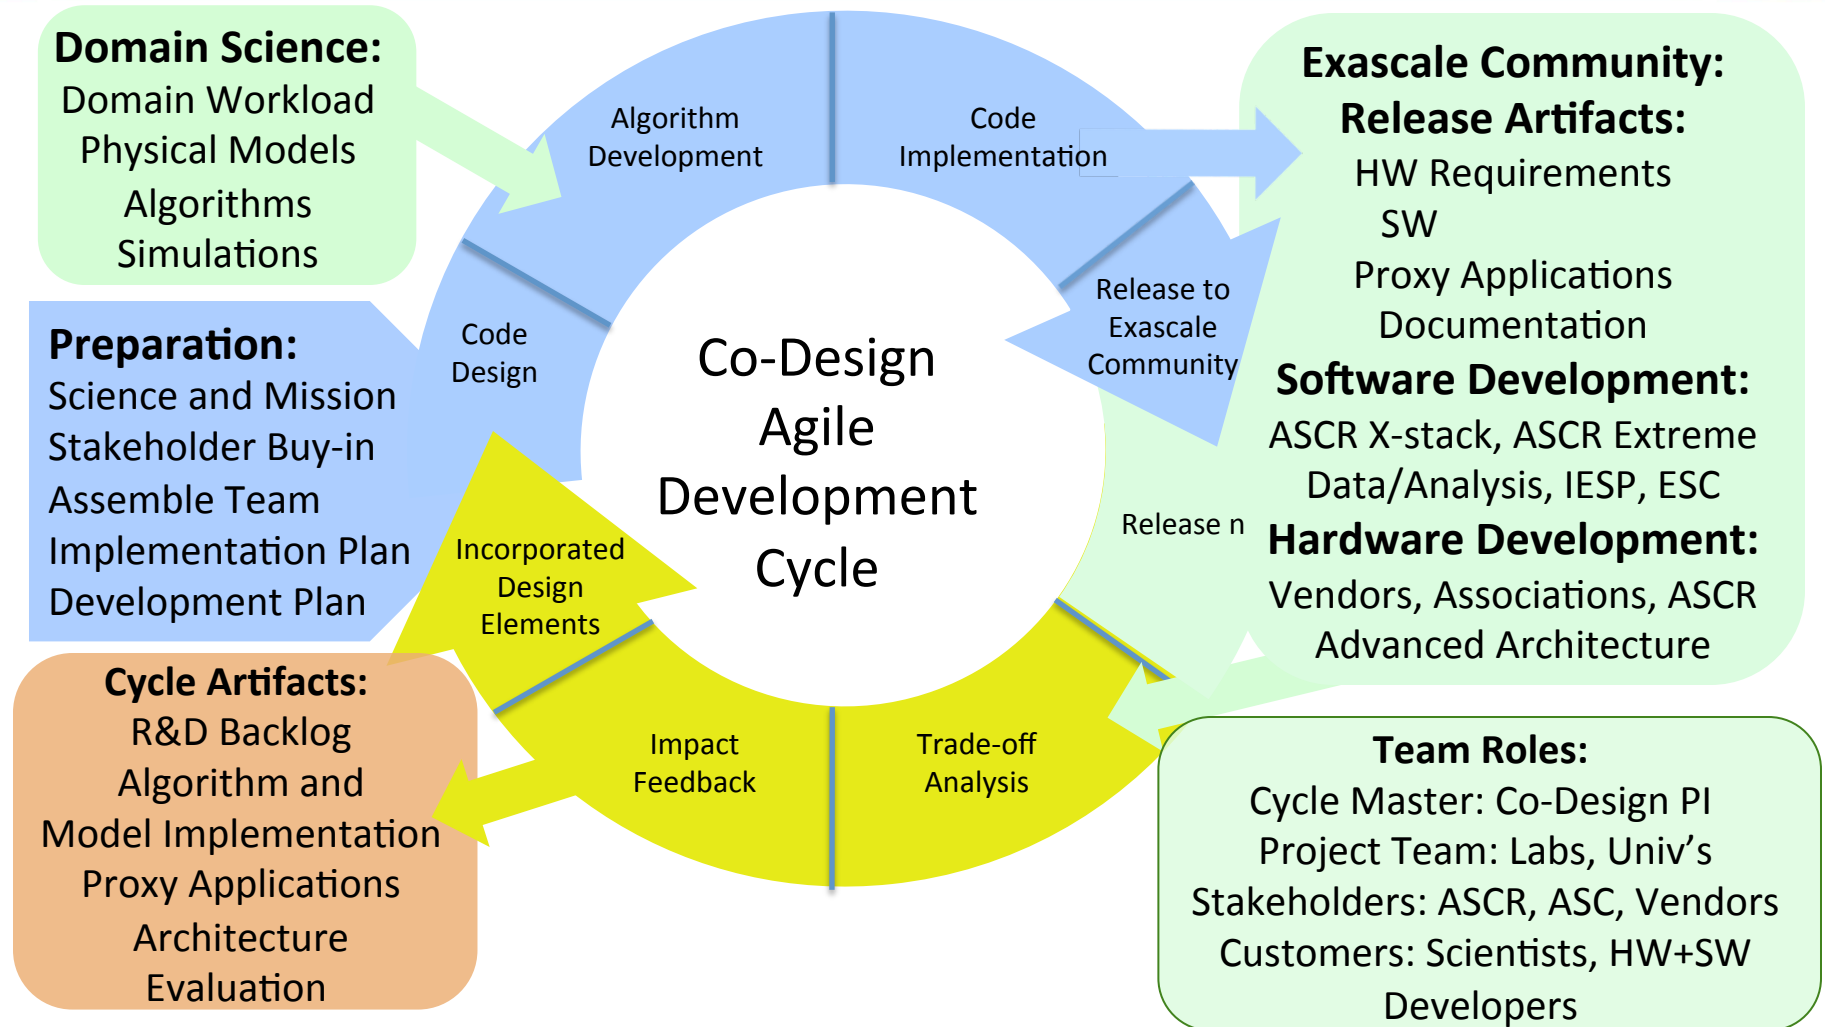 Domain Science:
Domain Workload
Physical Models
Algorithms
Simulations
Preparation:
Science and Mission
Stakeholder Buy-in
Assemble Team
Implementation Plan
Development Plan
Cycle Artifacts:
R&D Backlog
Algorithm and
Model Implementation
Proxy Applications
Architecture
Evaluation
Algorithm
Development
Code
Implementation
Release to
Exascale
Community
Release n
Trade-off
Analysis
Impact
Feedback
Incorporated
Design
Elements
Code
Design
Co-Design
Agile
Development
Cycle
Exascale Community:
Release Artifacts:
HW Requirements
SW
Proxy Applications
Documentation
Software Development:
ASCR X-stack, ASCR Extreme
Data/Analysis, IESP, ESC
Hardware Development:
Vendors, Associations, ASCR
Advanced Architecture
Team Roles:
Cycle Master: Co-Design PI
Project Team: Labs, Univ’s
Stakeholders: ASCR, ASC, Vendors
Customers: Scientists, HW+SW
Developers